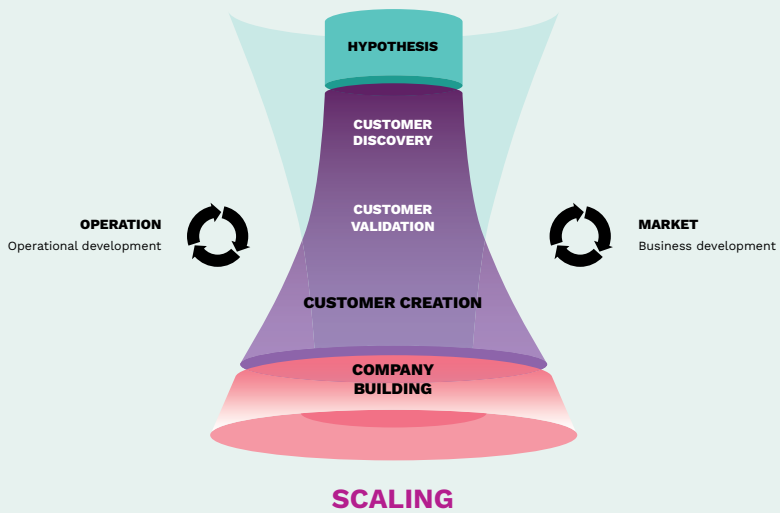 HYPOTHESIS
CUSTOMER
DISCOVERY
CUSTOMER
VALIDATION
OPERATION
Operational development
MARKET
Business development
CUSTOMER CREATION
COMPANY
BUILDING
SCALING